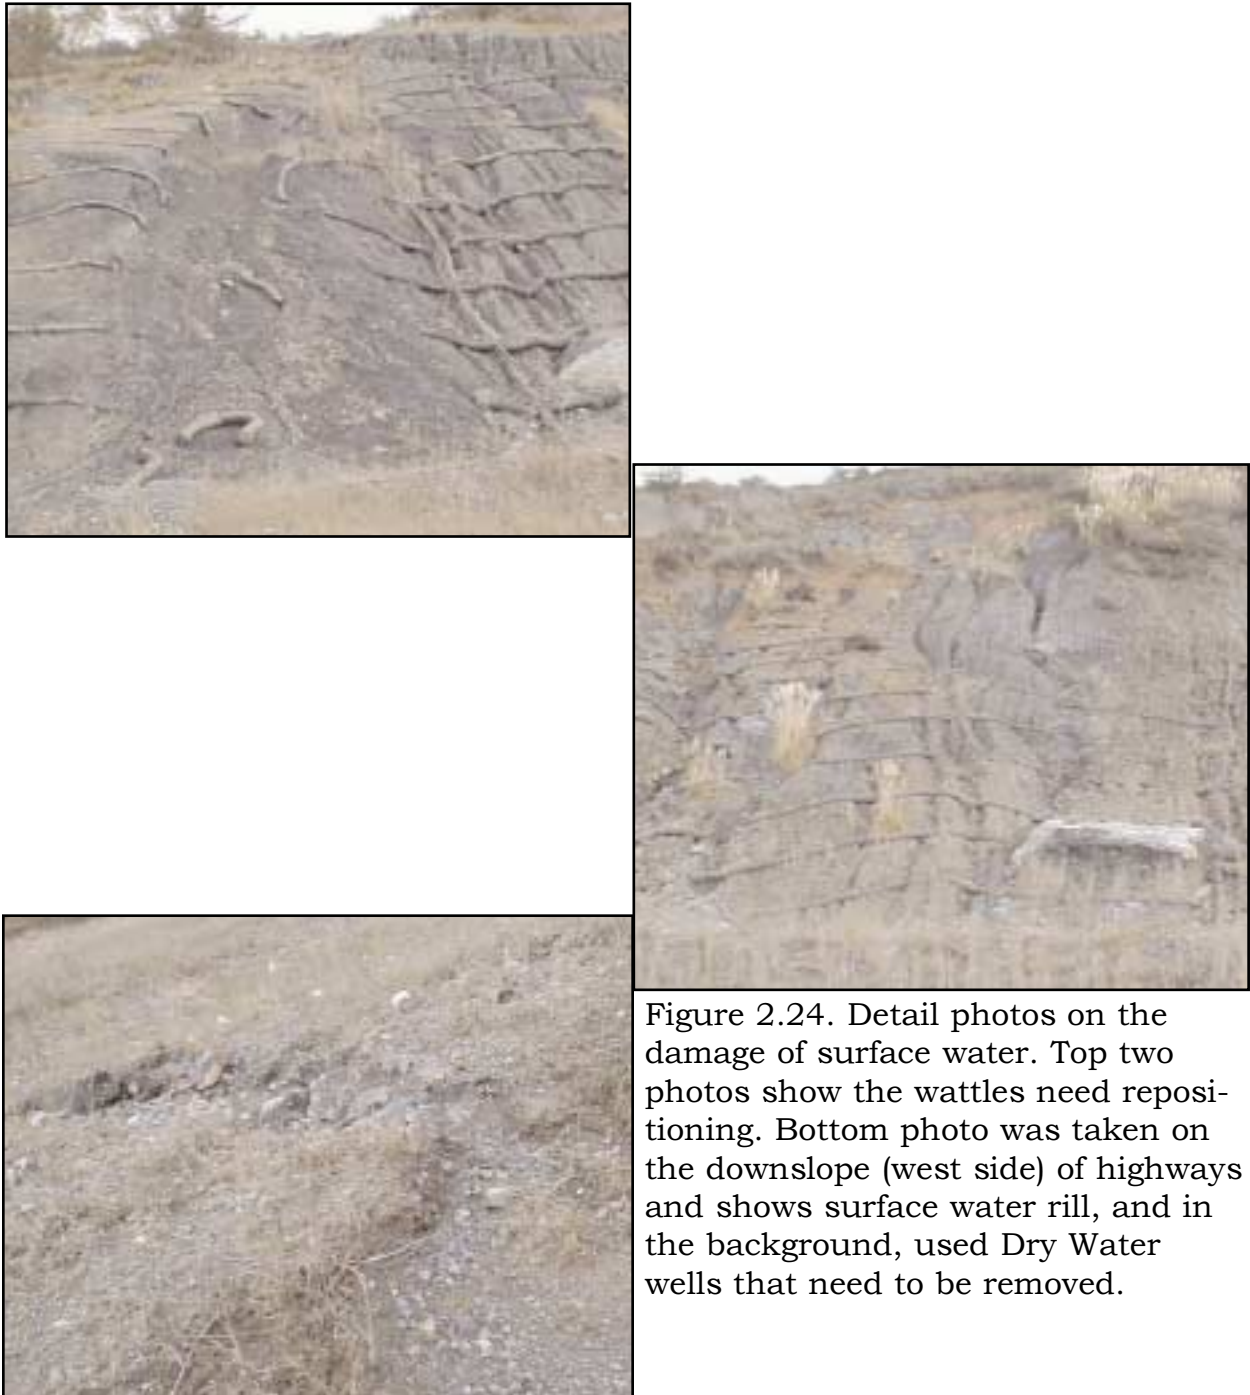 Figure 2.24. Detail photos on the
damage of surface water. Top two
photos show the wattles need reposi-
tioning. Bottom photo was taken on
the downslope (west side) of highways
and shows surface water rill, and in
the background, used Dry Water
wells that need to be removed.